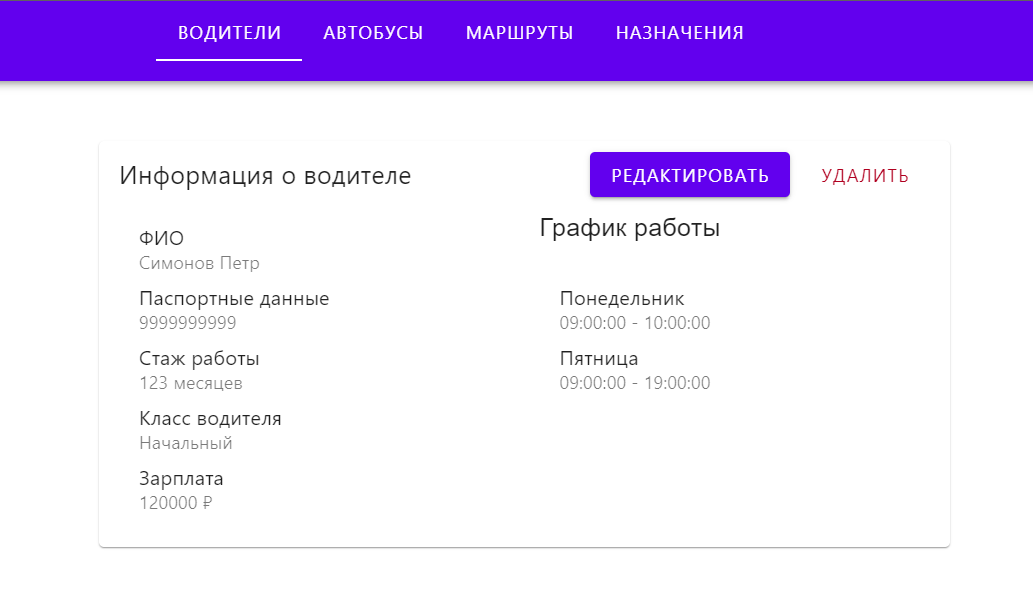 ВОДИТЕЛИ АВТОБУСЫ МАРШРУТЫ НАЗНАЧЕНИЯ
Информация о водителе
РЕДАКТИРОВАТЬ УДАЛИТЬ
ФИО
Симонов Петр
Паспортные данные
9999999999
Стаж работы
123 месяцев
Класс водителя
Начальный
Зарплата
120000 ₽
График работы
Понедельник
09:00:00 - 10:00:00
Пятница
09:00:00 - 19:00:00